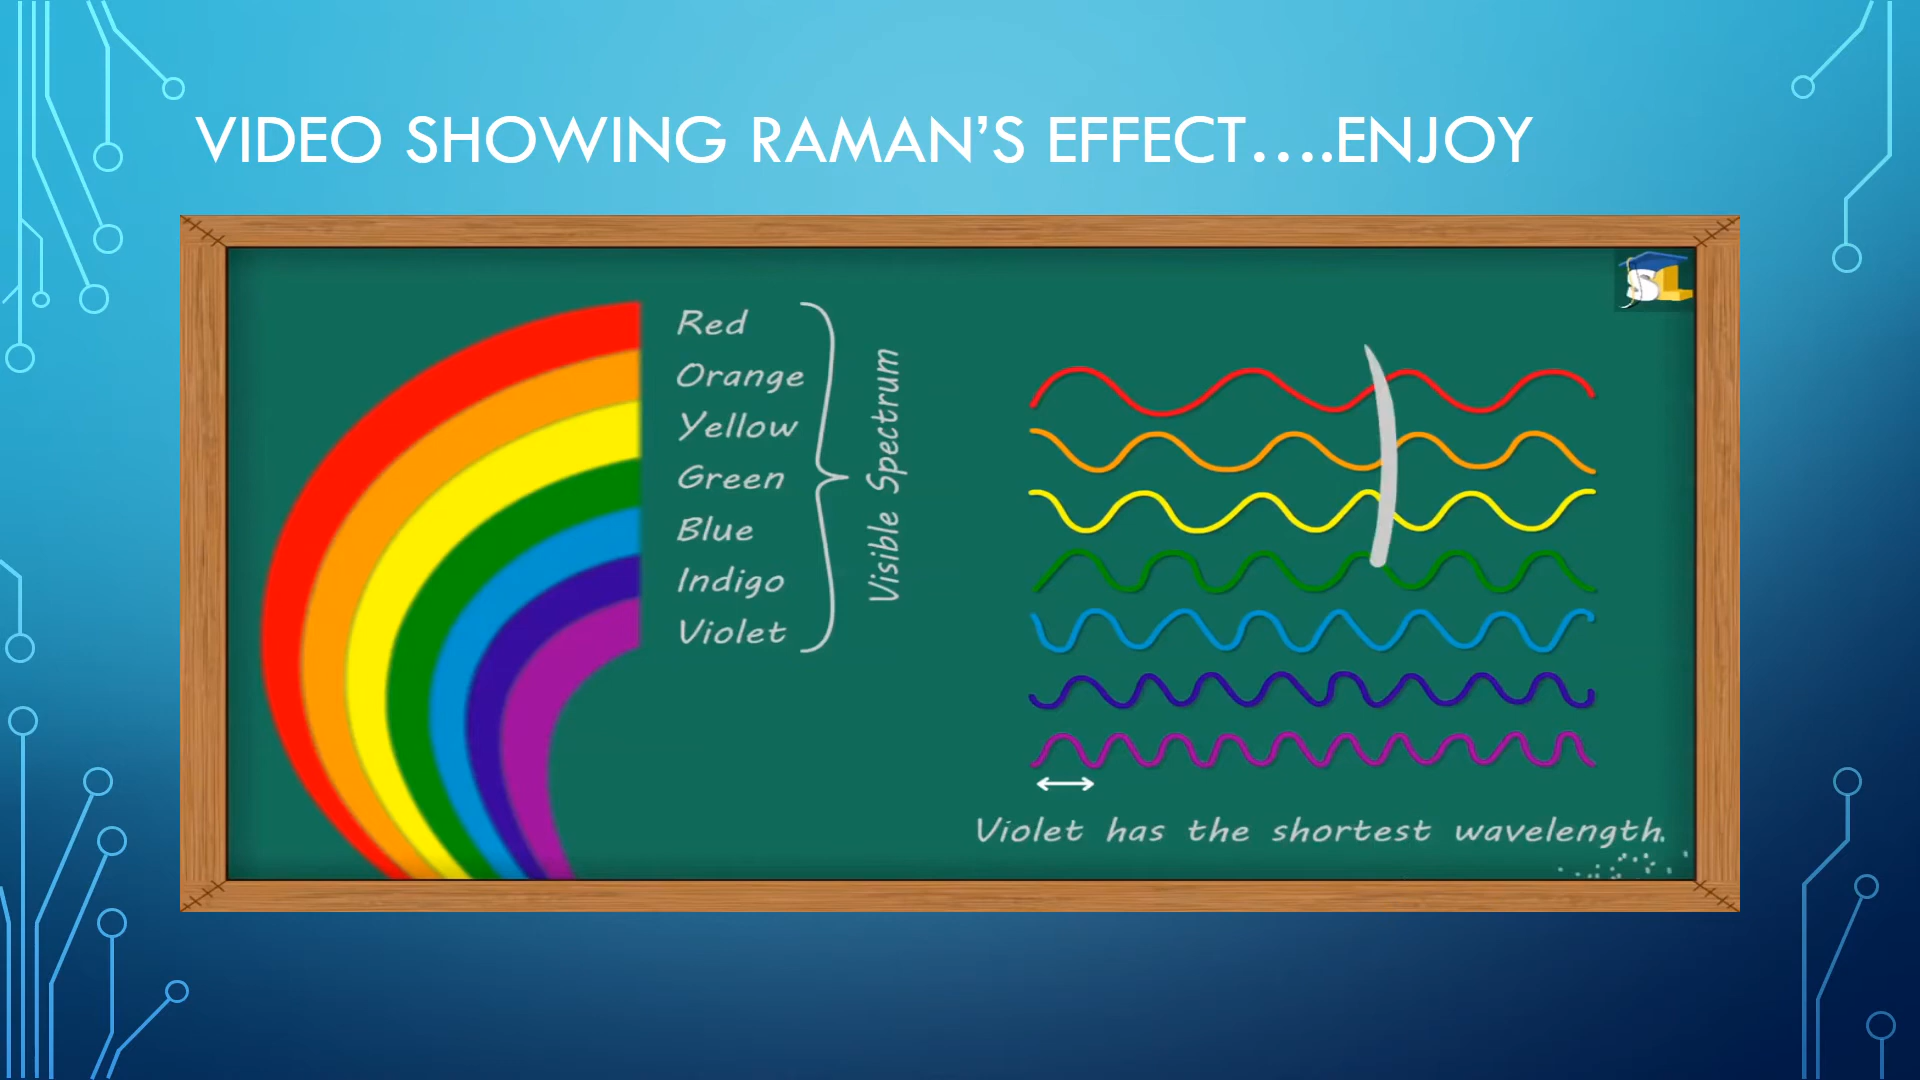 VIDEO SHOWING RAMAN’S EFFECT….ENJOY
SL
Red
Orange
Yellow
Green
Blue
Indigo
Violet
Visible Spectrum
Violet has the shortest wavelength.